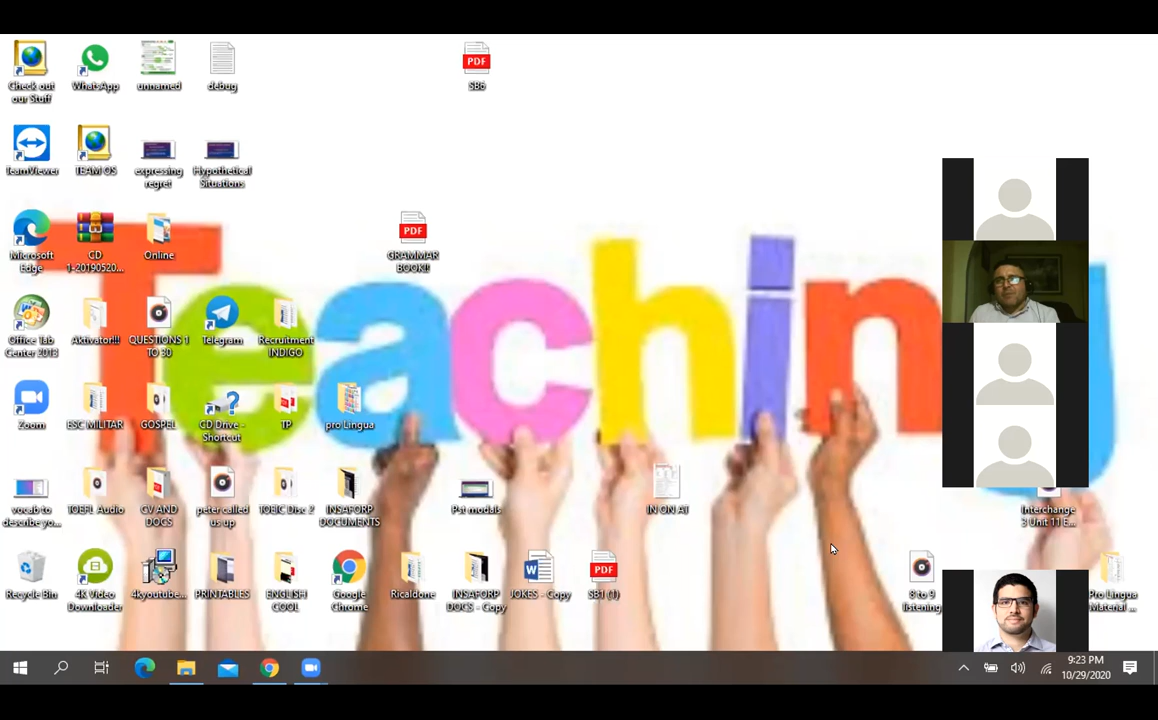 Check out
our Stuff
WhatsApp
unnamed
debug
PDF
SB6
TeamViewer
TEAM OS
expressing
regret
Hypothetical
Situations
Microsoft
Edge
CD
1-20190520...
Online
PDF
GRAMMAR
BOOK!!
Teaching
Office Tab
Center 2013
Aktivator!!!
QUESTIONS 1
TO 30
Telegram
Recruitment
INDIGO
Zoom
ESC MILITAR
GOSPEL
CD Drive -
Shortcut
TP
pro Lingua
vocab to
describe yo...
TOEFL Audio
CV AND
DOCS
peter called
us up
TOEIC Disc 2
INSAFORP
DOCUMENTS
Pst modals
IN ON AT
Interchange
3 Unit 11 E...
Recycle Bin
4K Video
Downloader
4kyoutube...
PRINTABLES
ENGLISH
COOL
Google
Chrome
Ricaldone
INSAFORP
DOCS - Copy
JOKES - Copy
PDF
SB1 (1)
8 to 9
listening
Pro Lingua
Material ...
9:23 PM
10/29/2020